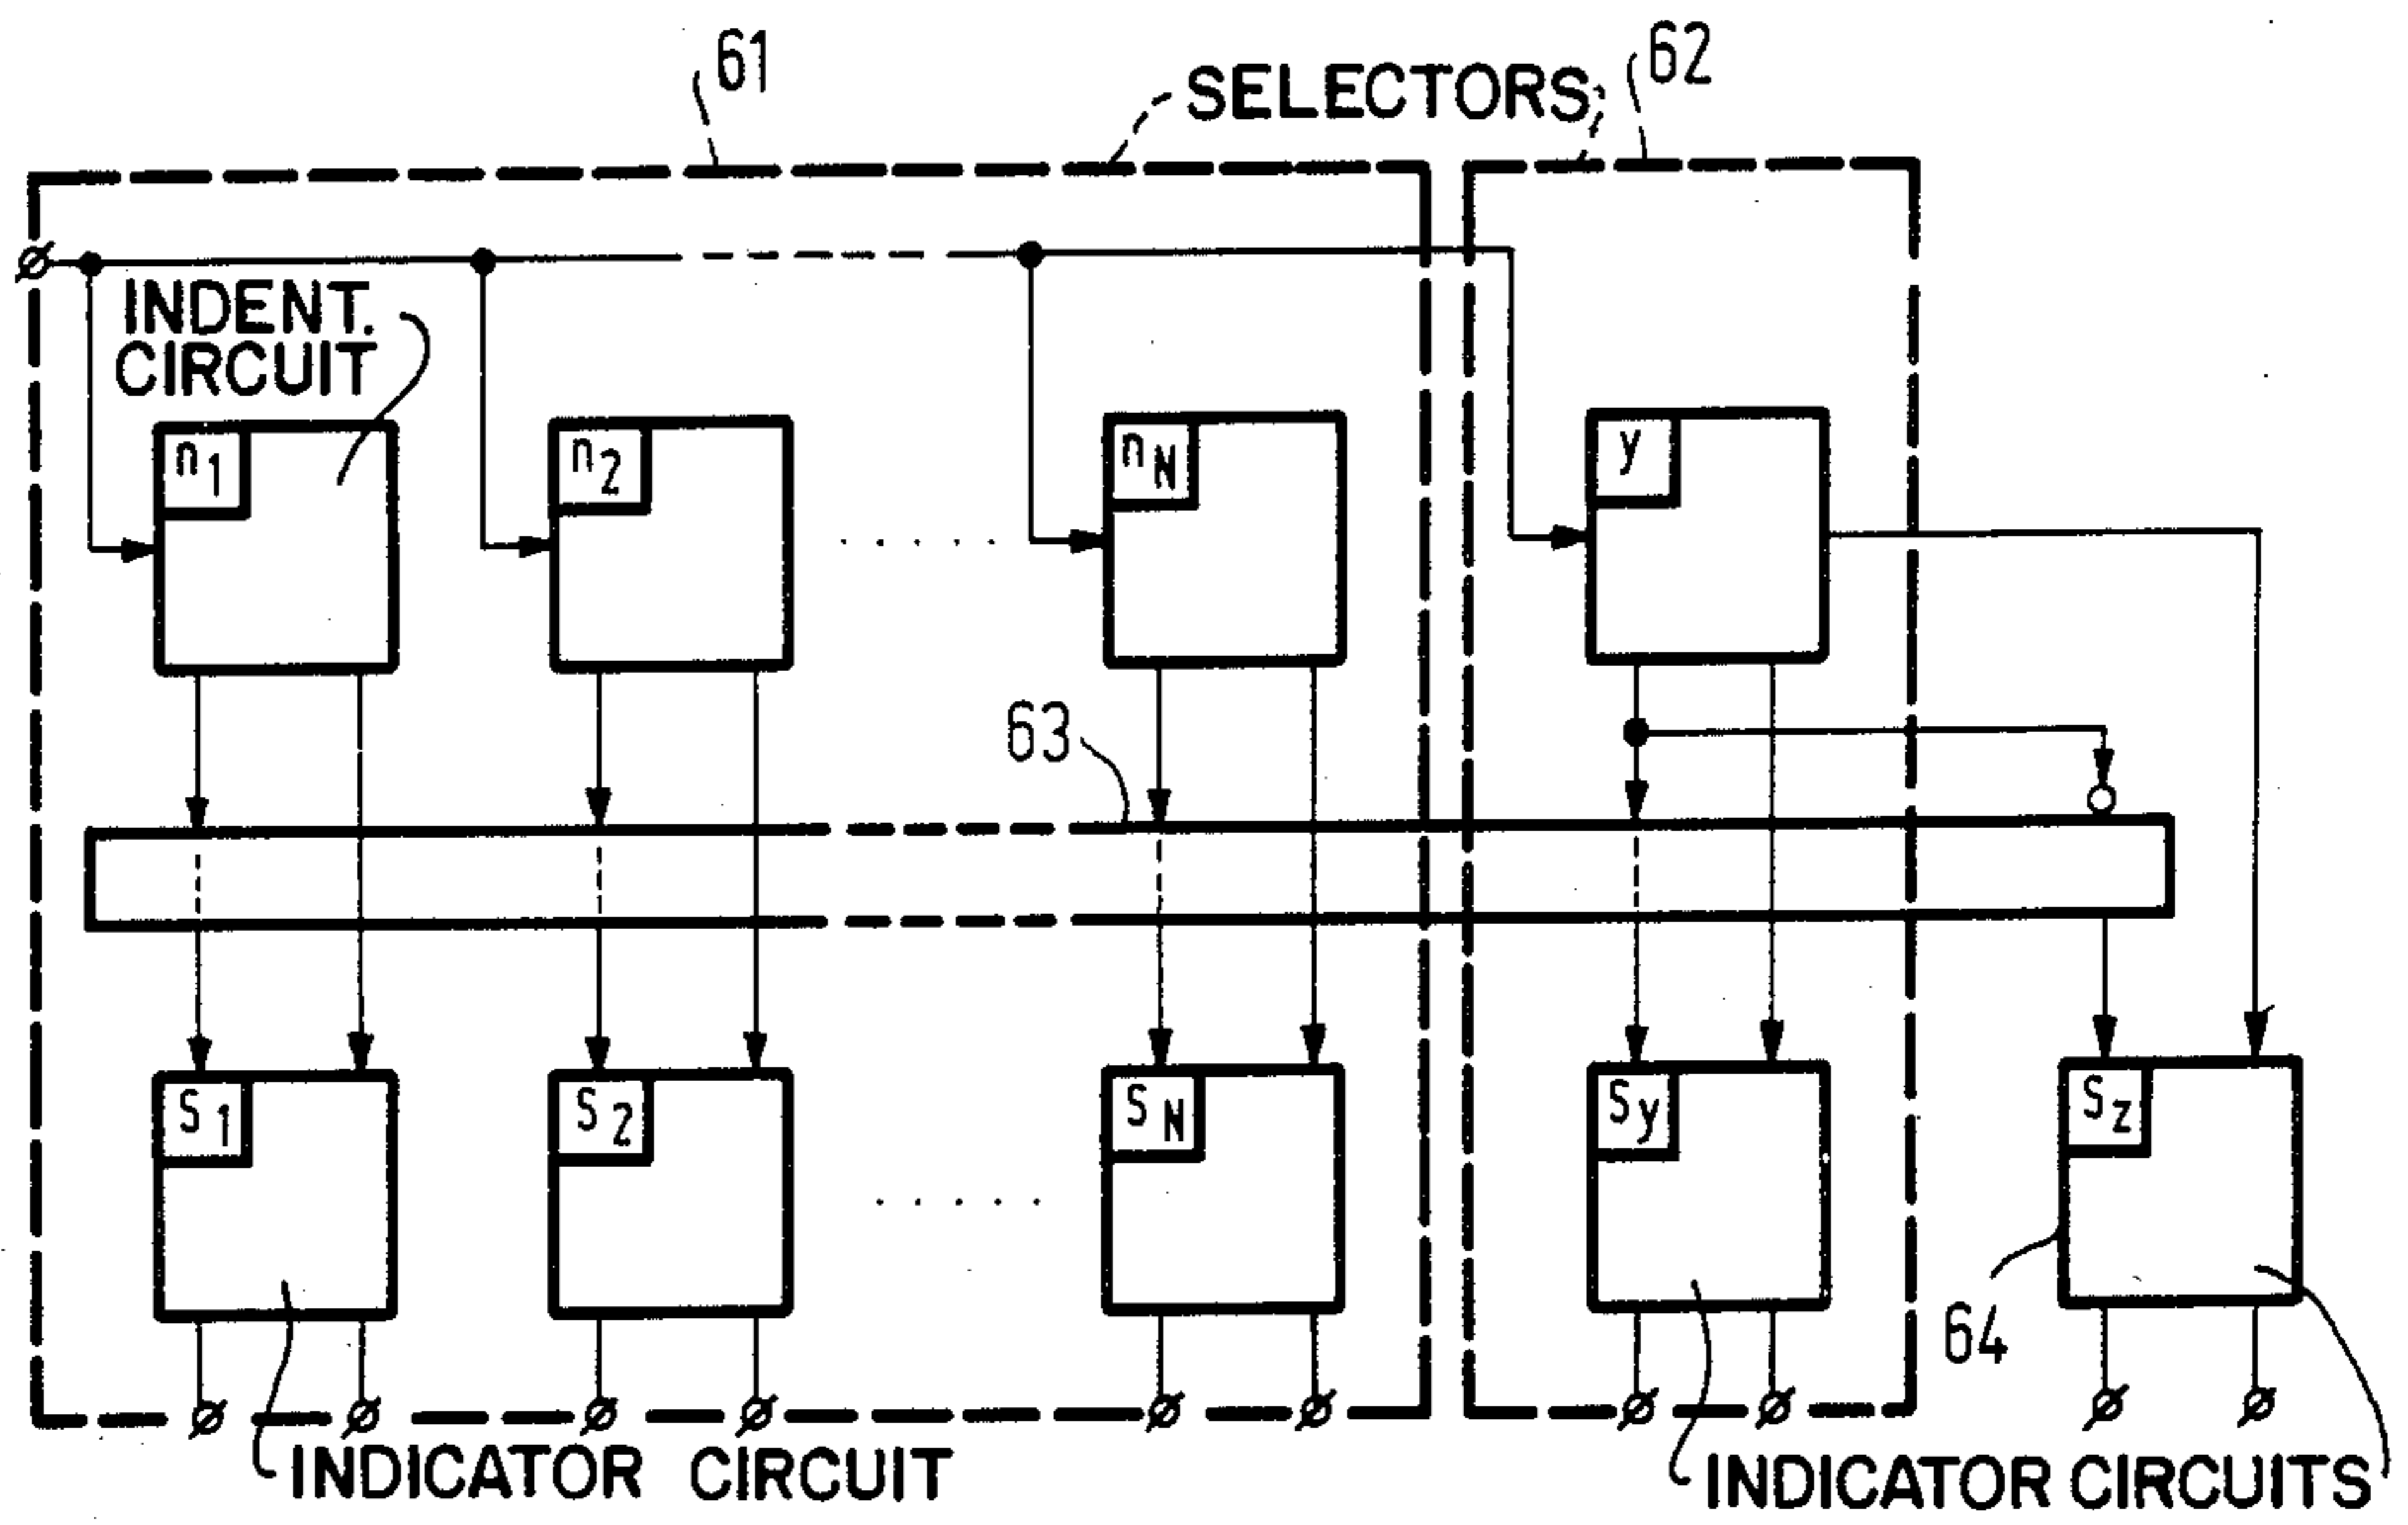 61
SELECTORS,
62
INDENT.
CIRCUIT
n1
n2
nN
y
63
S1
S2
SN
Sy
Sz
64
INDICATOR CIRCUIT
INDICATOR CIRCUITS